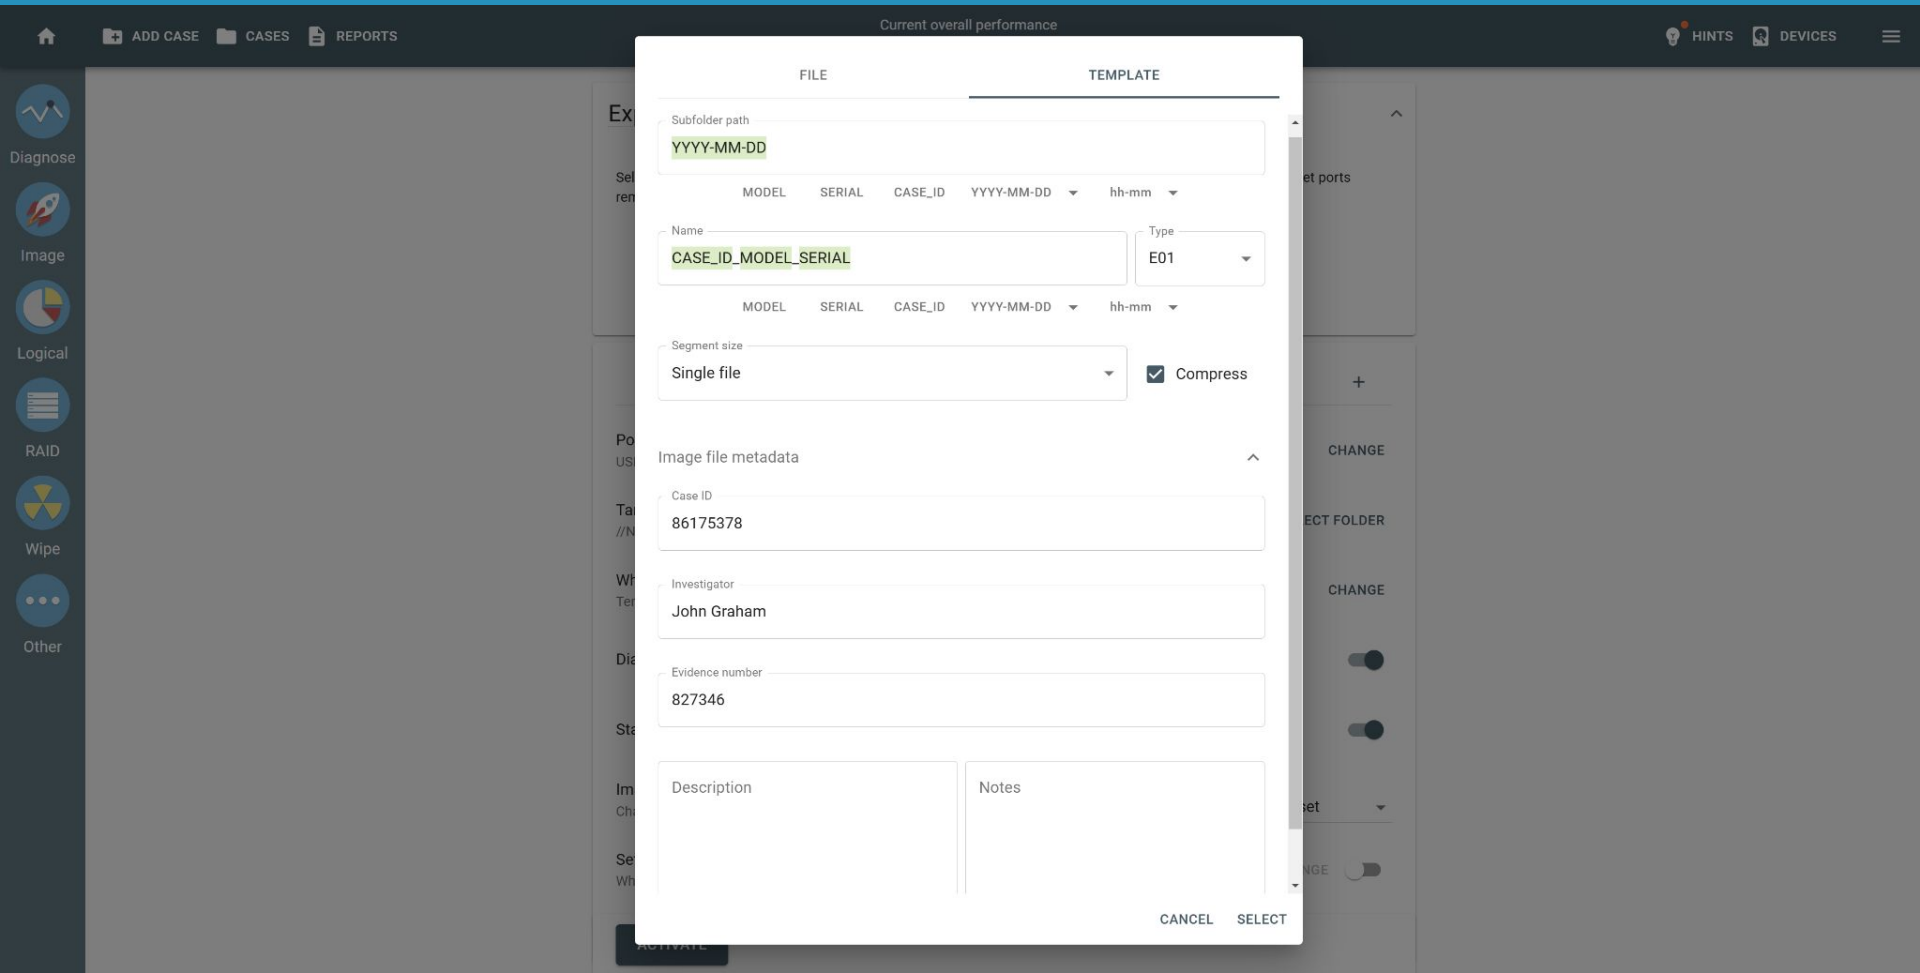 Current overall performance
ADD CASE CASES REPORTS HINTS DEVICES
Diagnose
Image
Logical
RAID
Wipe
Other
FILE TEMPLATE
Subfolder path
YYYY-MM-DD
MODEL SERIAL CASE_ID YYYY-MM-DD hh-mm
Name Type
CASE_ID_MODEL_SERIAL E01
MODEL SERIAL CASE_ID YYYY-MM-DD hh-mm
Segment size
Single file Compress
Image file metadata
Case ID
86175378
Investigator
John Graham
Evidence number
827346
Description Notes
CANCEL SELECT
et ports
CHANGE
ECT FOLDER
CHANGE
ACTIVATE